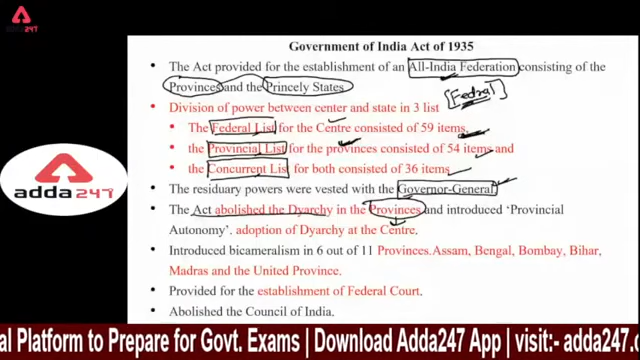 adda247
Government of India Act of 1935
• The Act provided for the establishment of an All-India Federation consisting of the
Provinces and the Princely States
[Fedral]
• Division of power between center and state in 3 list
• The Federal List for the Centre consisted of 59 items,
• the Provincial List for the provinces consisted of 54 items and
• the Concurrent List for both consisted of 36 items
• The residuary powers were vested with the Governor-General
adda247
• The Act abolished the Dyarchy in the Provinces and introduced 'Provincial
Autonomy'. adoption of Dyarchy at the Centre.
• Introduced bicameralism in 6 out of 11 Provinces.Assam, Bengal, Bombay, Bihar,
Madras and the United Province.
• Provided for the establishment of Federal Court.
• Abolished the Council of India.
al Platform to Prepare for Govt. Exams | Download Adda247 App | visit:- adda247.c